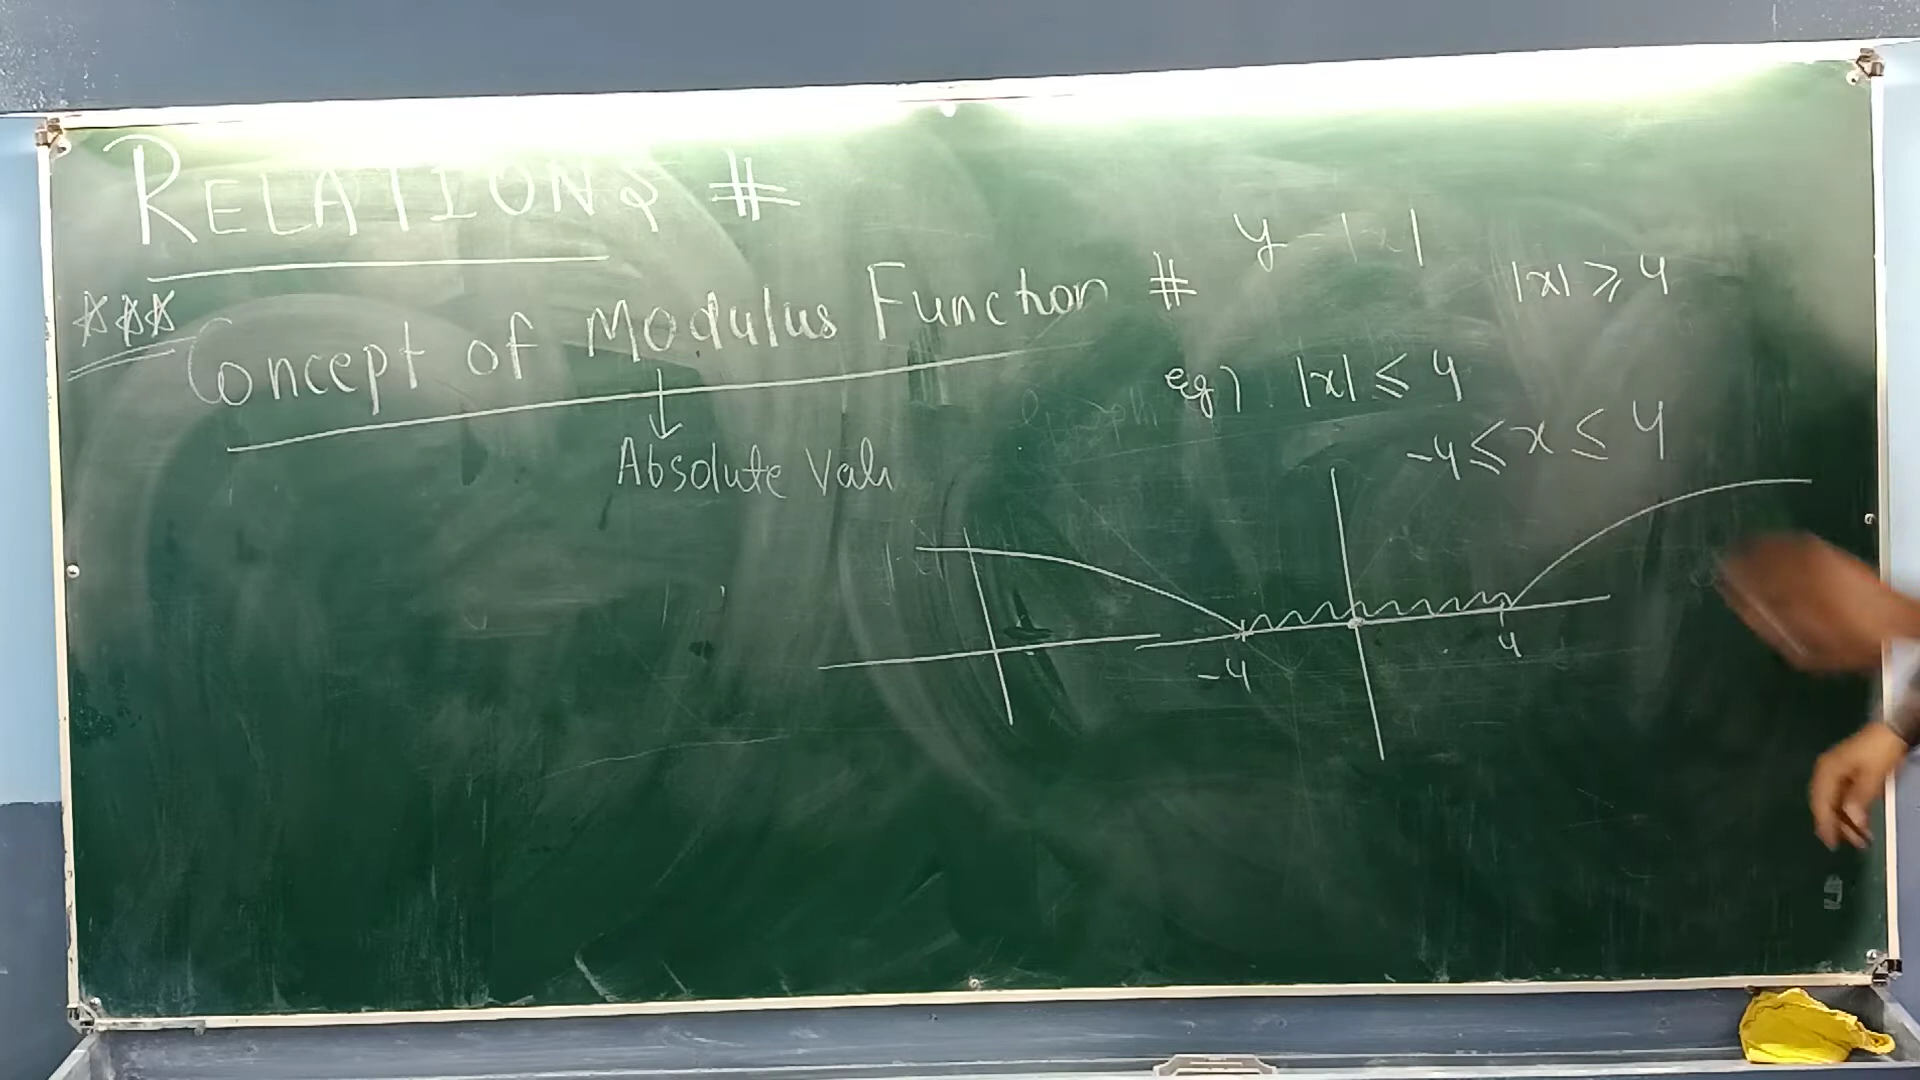 RELATIONS #
y = |x|
|x| ≥ 4
*** Concept of Modulus Function #
eg) |x| ≤ 4
-4 ≤ x ≤ 4
Absolute Valu
-4
4